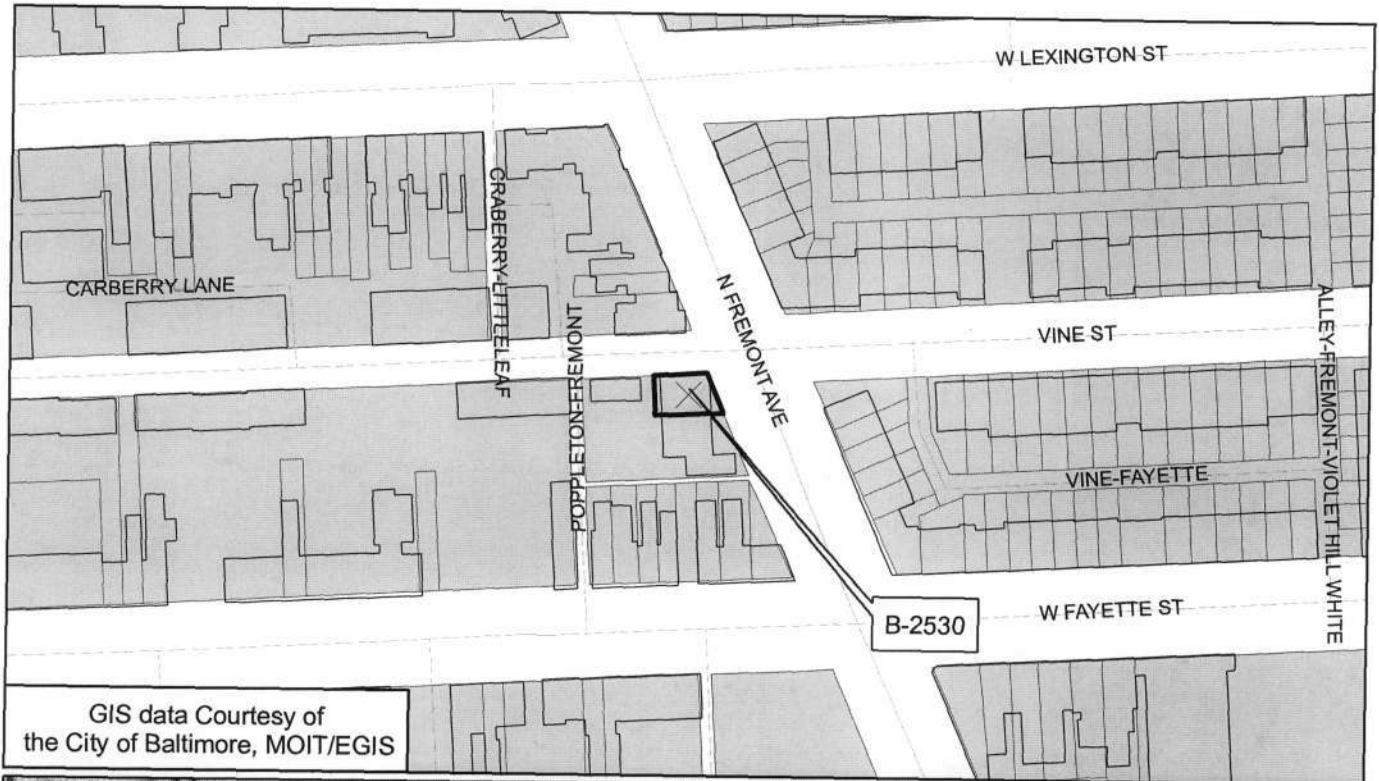 W LEXINGTON ST
CRABERRY-LITTLELEAF
CARBERRY LANE
POPPLETON-FREMONT
N FREMONT AVE
VINE ST
ALLEY-FREMONT-VIOLET HILL WHITE
VINE-FAYETTE
B-2530
W FAYETTE ST
GIS data Courtesy of
the City of Baltimore, MOIT/EGIS